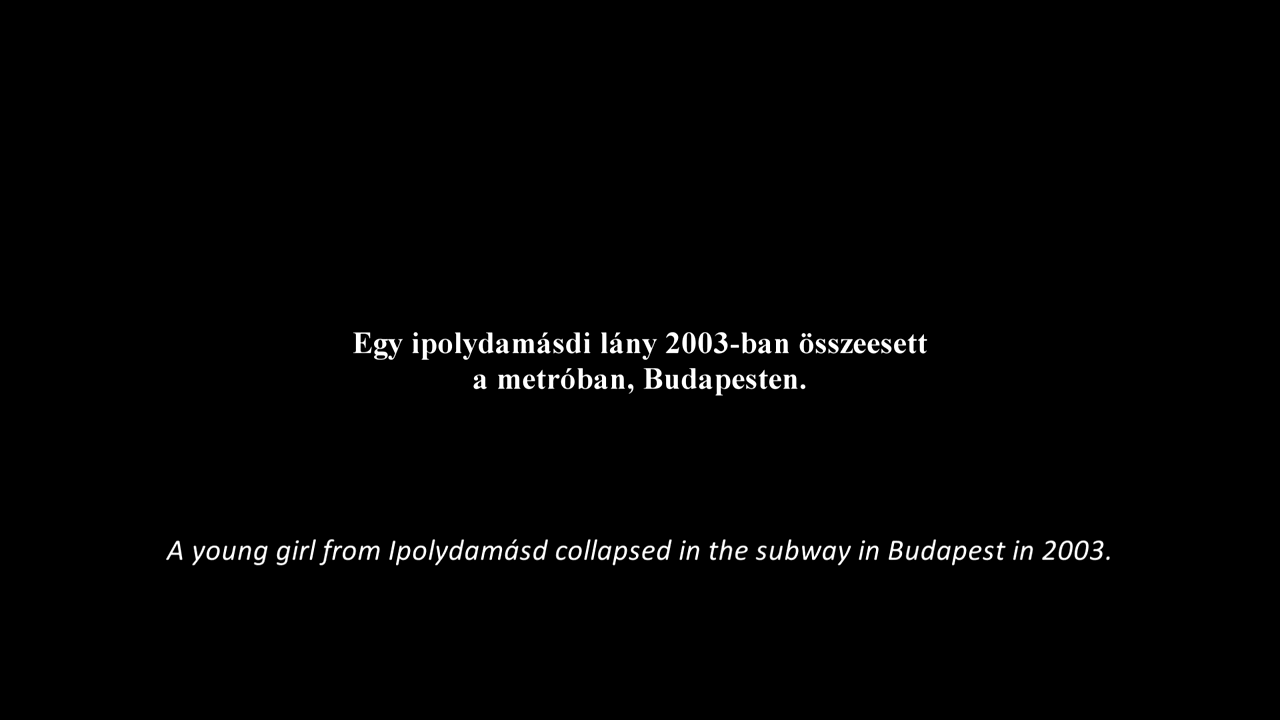 Egy ipolydamásdi lány 2003-ban összeesett
a metróban, Budapesten.
A young girl from Ipolydamásd collapsed in the subway in Budapest in 2003.